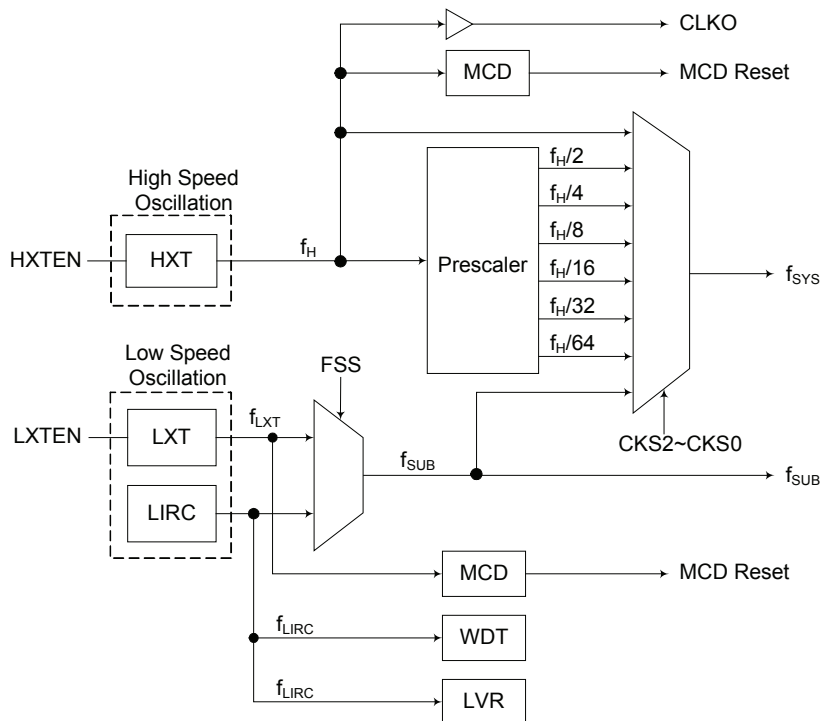 CLKO
MCD
MCD Reset
High Speed
Oscillation
HXTEN
HXT
f_H
Prescaler
f_H/2
f_H/4
f_H/8
f_H/16
f_H/32
f_H/64
f_SYS
CKS2~CKS0
Low Speed
Oscillation
FSS
LXTEN
LXT
f_LXT
LIRC
f_SUB
f_SUB
MCD
MCD Reset
f_LIRC
WDT
f_LIRC
LVR